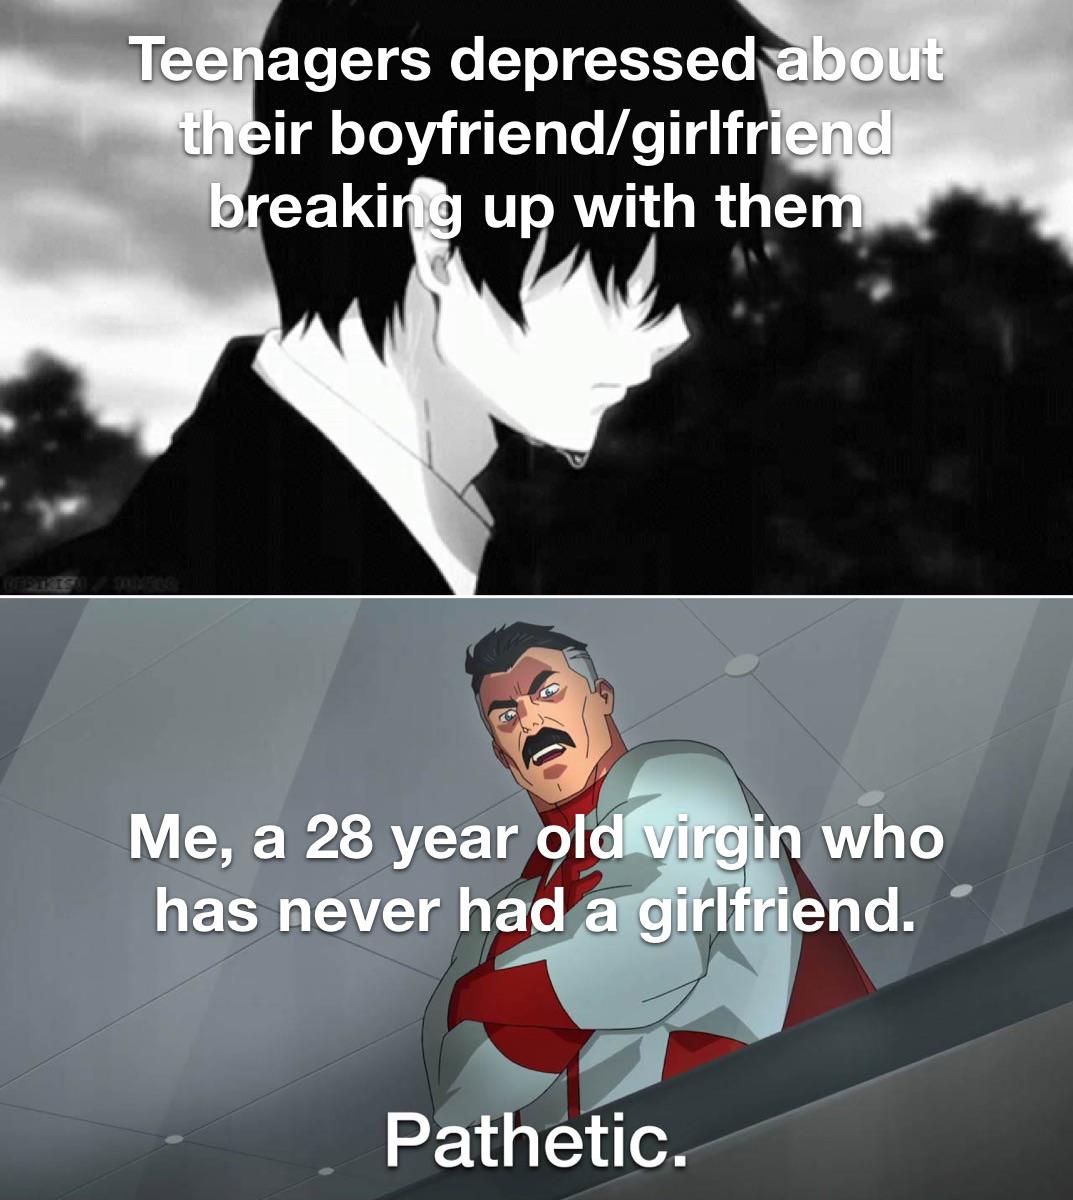 Teenagers depressed about
their boyfriend/girlfriend
breaking up with them
Me, a 28 year old virgin who
has never had a girlfriend.
Pathetic.